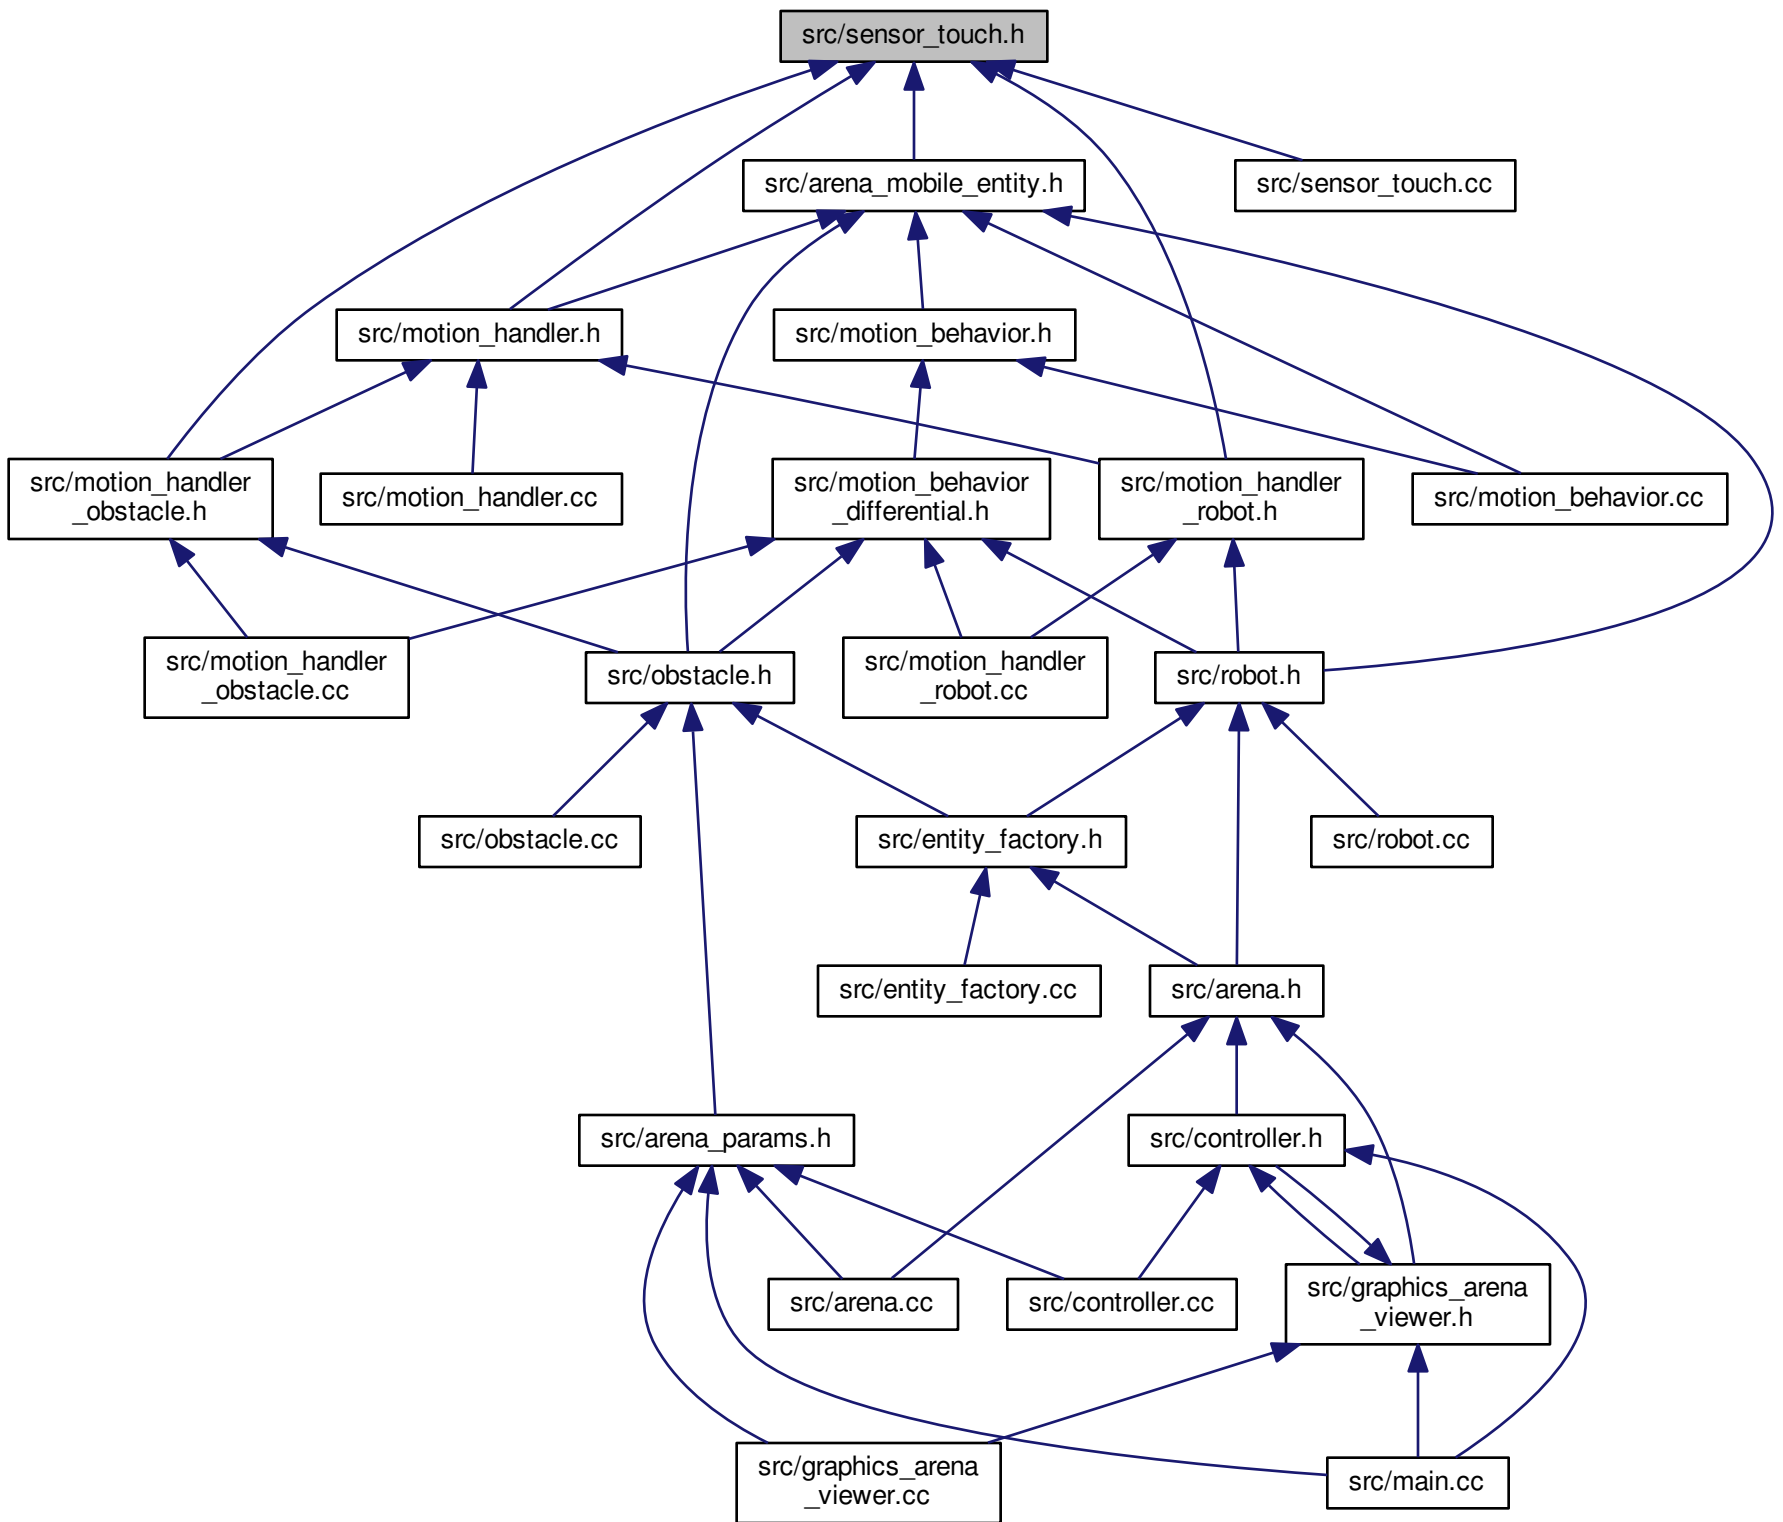 src/sensor_touch.h
src/arena_mobile_entity.h
src/sensor_touch.cc
src/motion_handler.h
src/motion_behavior.h
src/motion_handler
_obstacle.h
src/motion_handler.cc
src/motion_behavior
_differential.h
src/motion_handler
_robot.h
src/motion_behavior.cc
src/motion_handler
_obstacle.cc
src/obstacle.h
src/motion_handler
_robot.cc
src/robot.h
src/obstacle.cc
src/entity_factory.h
src/robot.cc
src/entity_factory.cc
src/arena.h
src/arena_params.h
src/controller.h
src/arena.cc
src/controller.cc
src/graphics_arena
_viewer.h
src/graphics_arena
_viewer.cc
src/main.cc